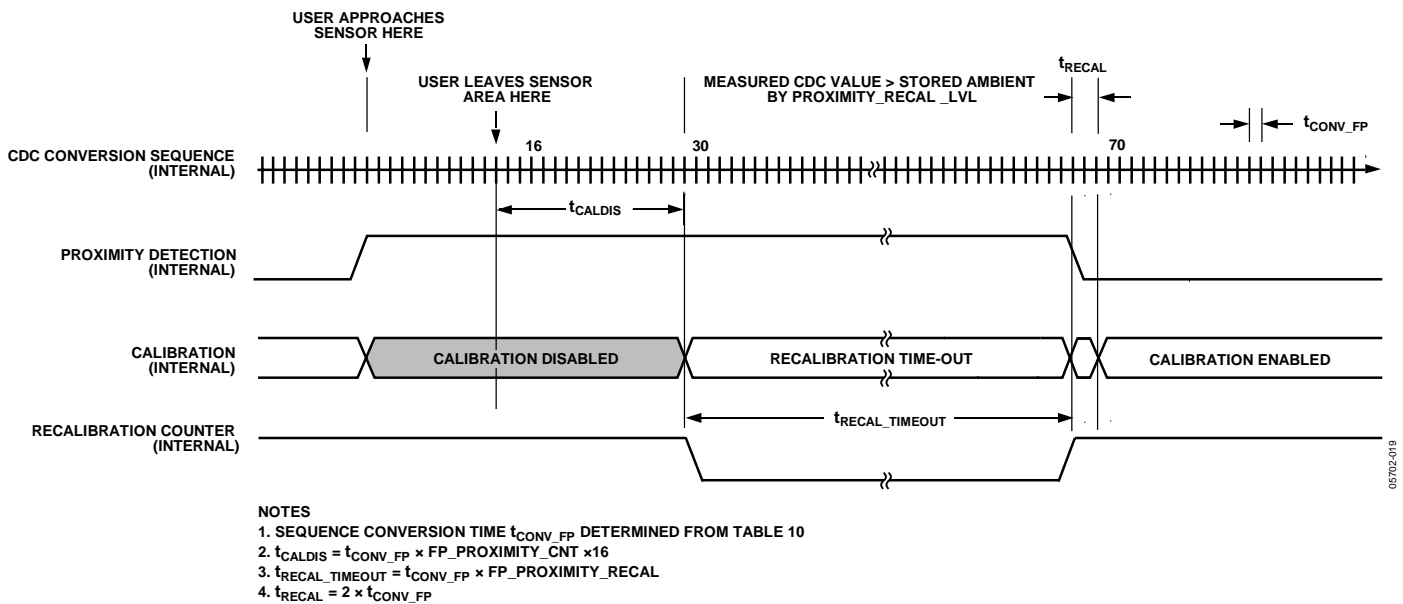 USER APPROACHES
SENSOR HERE
USER LEAVES SENSOR
AREA HERE
MEASURED CDC VALUE > STORED AMBIENT
BY PROXIMITY_RECAL _LVL
tRECAL
tCONV_FP
CDC CONVERSION SEQUENCE
(INTERNAL)
16
30
70
tCALDIS
PROXIMITY DETECTION
(INTERNAL)
CALIBRATION
(INTERNAL)
CALIBRATION DISABLED
RECALIBRATION TIME-OUT
CALIBRATION ENABLED
tRECAL_TIMEOUT
RECALIBRATION COUNTER
(INTERNAL)
05702-019
NOTES
1. SEQUENCE CONVERSION TIME tCONV_FP DETERMINED FROM TABLE 10
2. tCALDIS = tCONV_FP × FP_PROXIMITY_CNT ×16
3. tRECAL_TIMEOUT = tCONV_FP × FP_PROXIMITY_RECAL
4. tRECAL = 2 × tCONV_FP